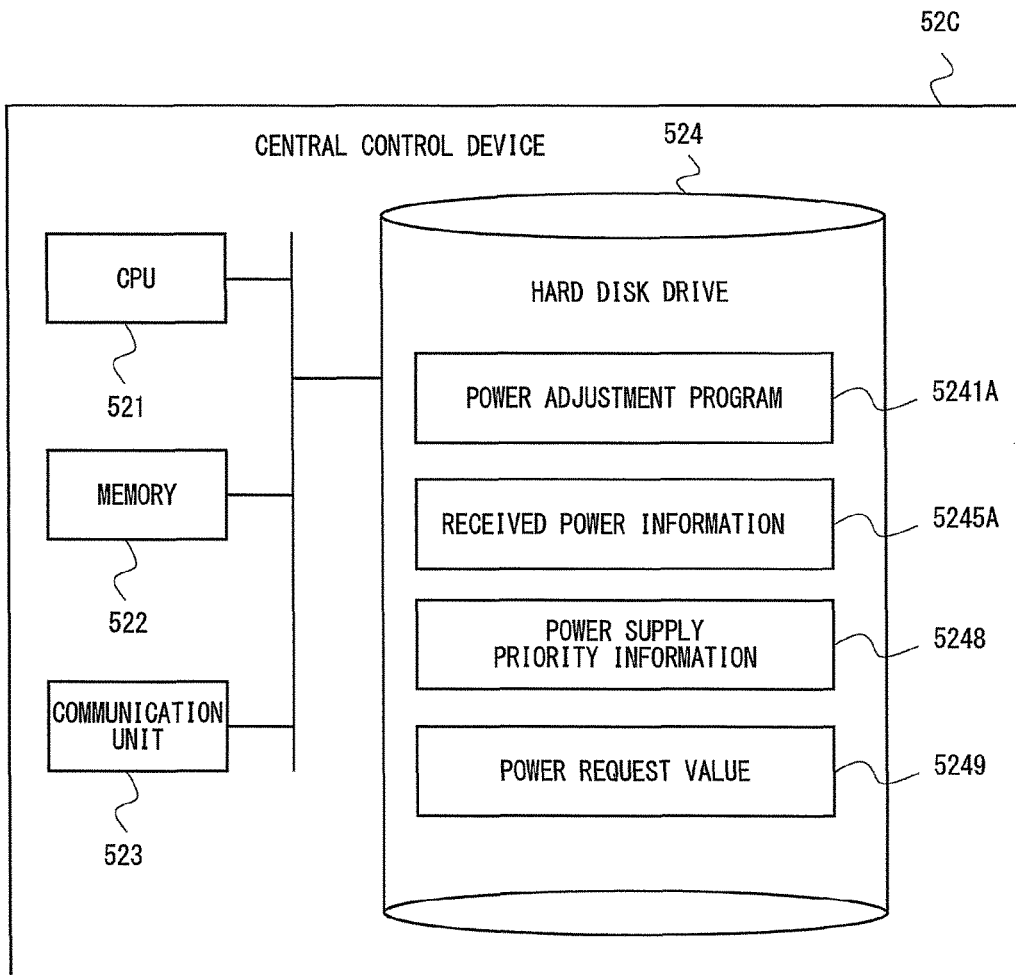 52C
CENTRAL CONTROL DEVICE
524
CPU
521
MEMORY
522
COMMUNICATION
UNIT
523
HARD DISK DRIVE
POWER ADJUSTMENT PROGRAM
5241A
RECEIVED POWER INFORMATION
5245A
POWER SUPPLY
PRIORITY INFORMATION
5248
POWER REQUEST VALUE
5249